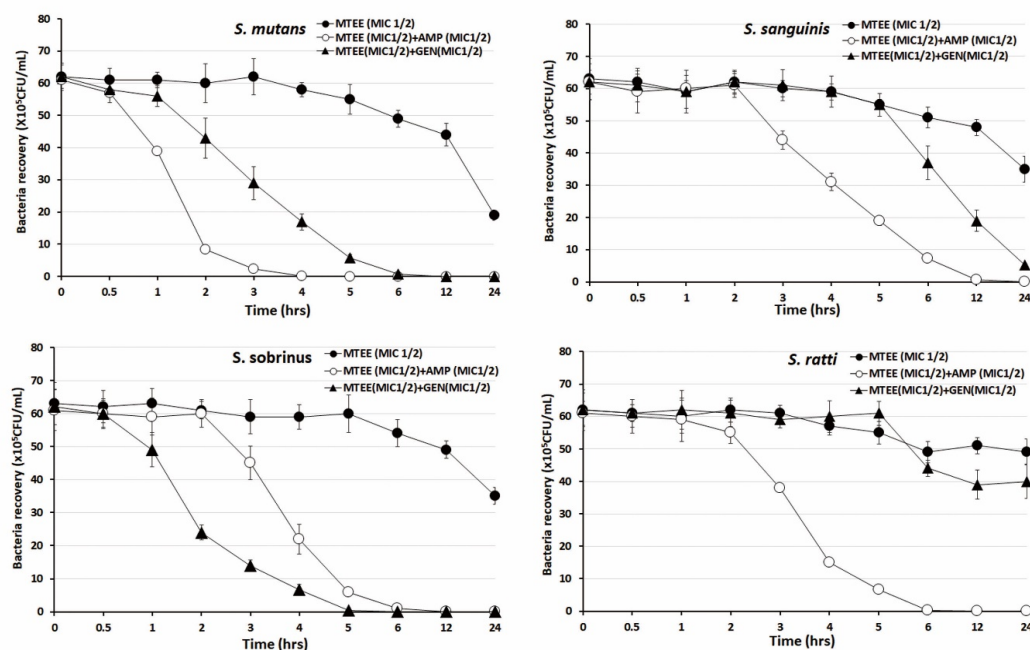 S. mutans
MTEE (MIC 1/2)
MTEE (MIC1/2)+AMP (MIC1/2)
MTEE(MIC1/2)+GEN(MIC1/2)
Bacteria recovery (X10⁵CFU/mL)
80
70
60
50
40
30
20
10
0
0 0.5 1 2 3 4 5 6 12 24
Time (hrs)
S. sanguinis
MTEE (MIC 1/2)
MTEE (MIC1/2)+AMP (MIC1/2)
MTEE(MIC1/2)+GEN(MIC1/2)
Bacteria recovery (x10⁵CFU/mL)
80
70
60
50
40
30
20
10
0
0 0.5 1 2 3 4 5 6 12 24
Time (hrs)
S. sobrinus
MTEE (MIC 1/2)
MTEE (MIC1/2)+AMP (MIC1/2)
MTEE(MIC1/2)+GEN(MIC1/2)
Bacteria recovery (x10⁵CFU/mL)
80
70
60
50
40
30
20
10
0
0 0.5 1 2 3 4 5 6 12 24
Time (hrs)
S. ratti
MTEE (MIC 1/2)
MTEE (MIC1/2)+AMP (MIC1/2)
MTEE(MIC1/2)+GEN(MIC1/2)
Bacteria recovery (x10⁵CFU/mL)
80
70
60
50
40
30
20
10
0
0 0.5 1 2 3 4 5 6 12 24
Time (hrs)